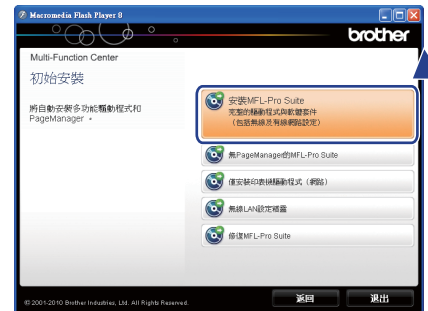 Macromedia Flash Player 8
brother
Multi-Function Center
初始安裝
將自動安裝多功能驅動程式和
PageManager。
安裝MFL-Pro Suite
完整的驅動程式與軟體套件
(包括無線及有線網路設定)
無PageManager的MFL-Pro Suite
僅安裝印表機驅動程式（網路）
無線LAN設定精靈
修復MFL-Pro Suite
© 2001-2010 Brother Industries, Ltd. All Rights Reserved.
返回
退出